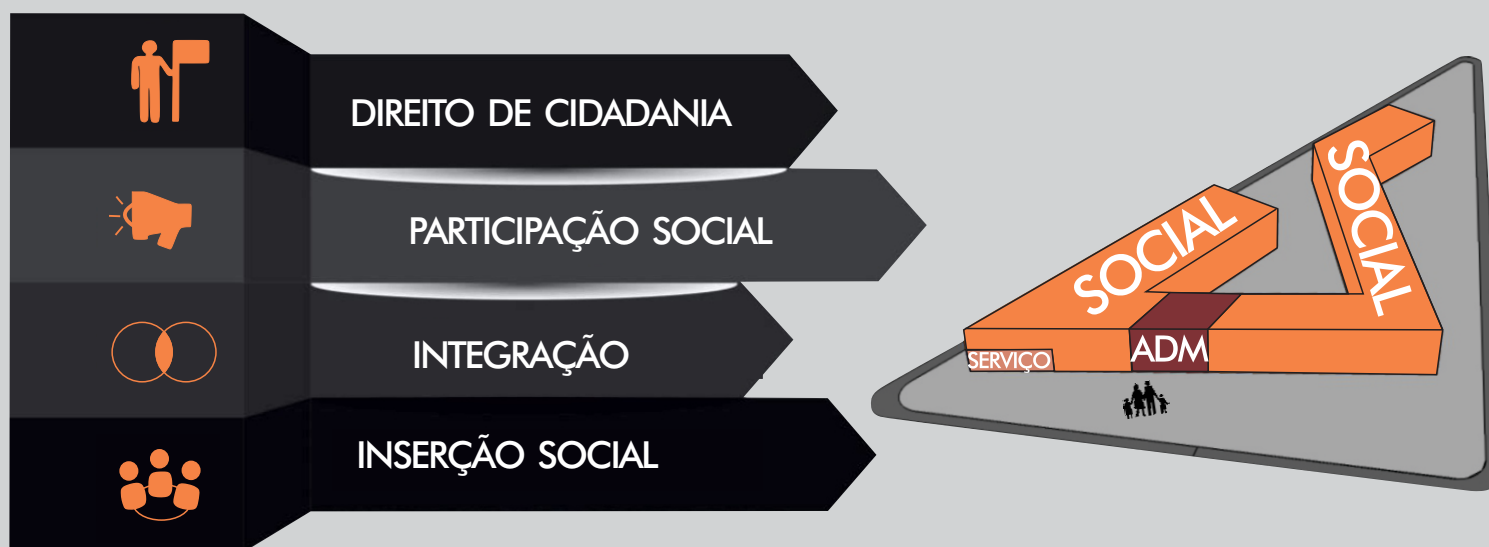 DIREITO DE CIDADANIA
PARTICIPAÇÃO SOCIAL
INTEGRAÇÃO
INSERÇÃO SOCIAL
SOCIAL
SOCIAL
SERVIÇO
ADM